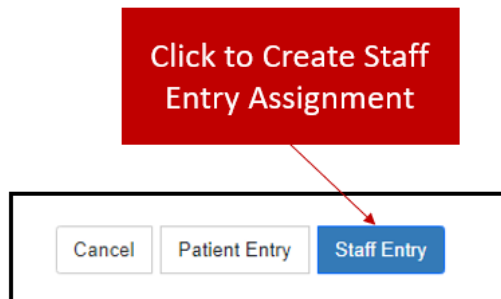 Click to Create Staff
Entry Assignment
Cancel Patient Entry Staff Entry